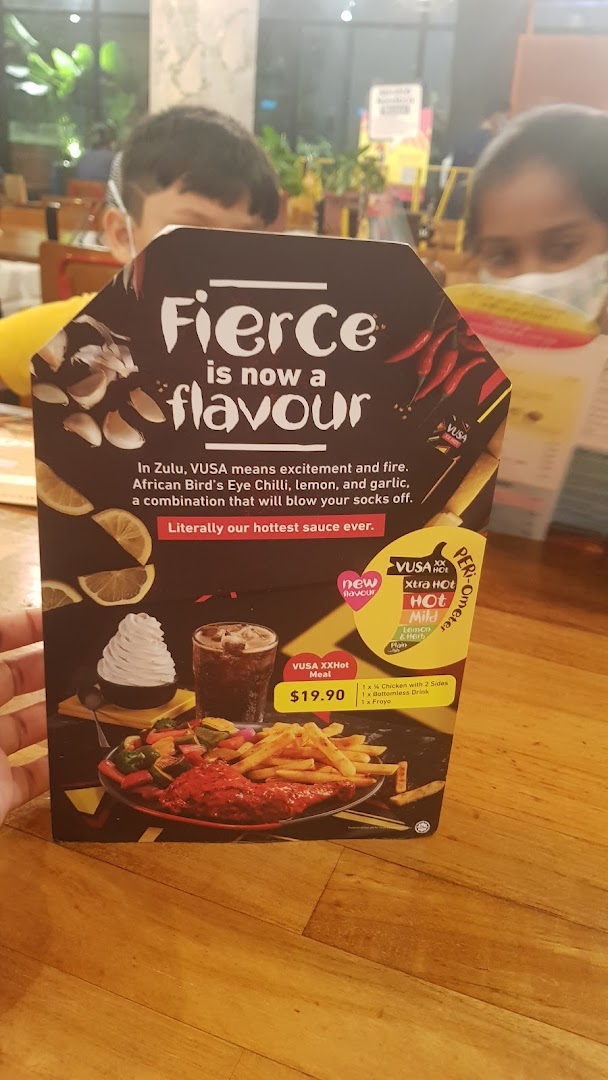 Fierce
is now a
flavour
In Zulu, VUSA means excitement and fire.
African Bird's Eye Chilli, lemon, and garlic,
a combination that will blow your socks off.
Literally our hottest sauce ever.
VUSA
new
flavour
PERi-ometer
VUSA XX HOT
Xtra HOT
HOT
Mild
Lemon
& Herb
Plain
VUSA XXHot
Meal
$19.90
1 x ¼ Chicken with 2 Sides
1 x Bottomless Drink
1 x Froyo